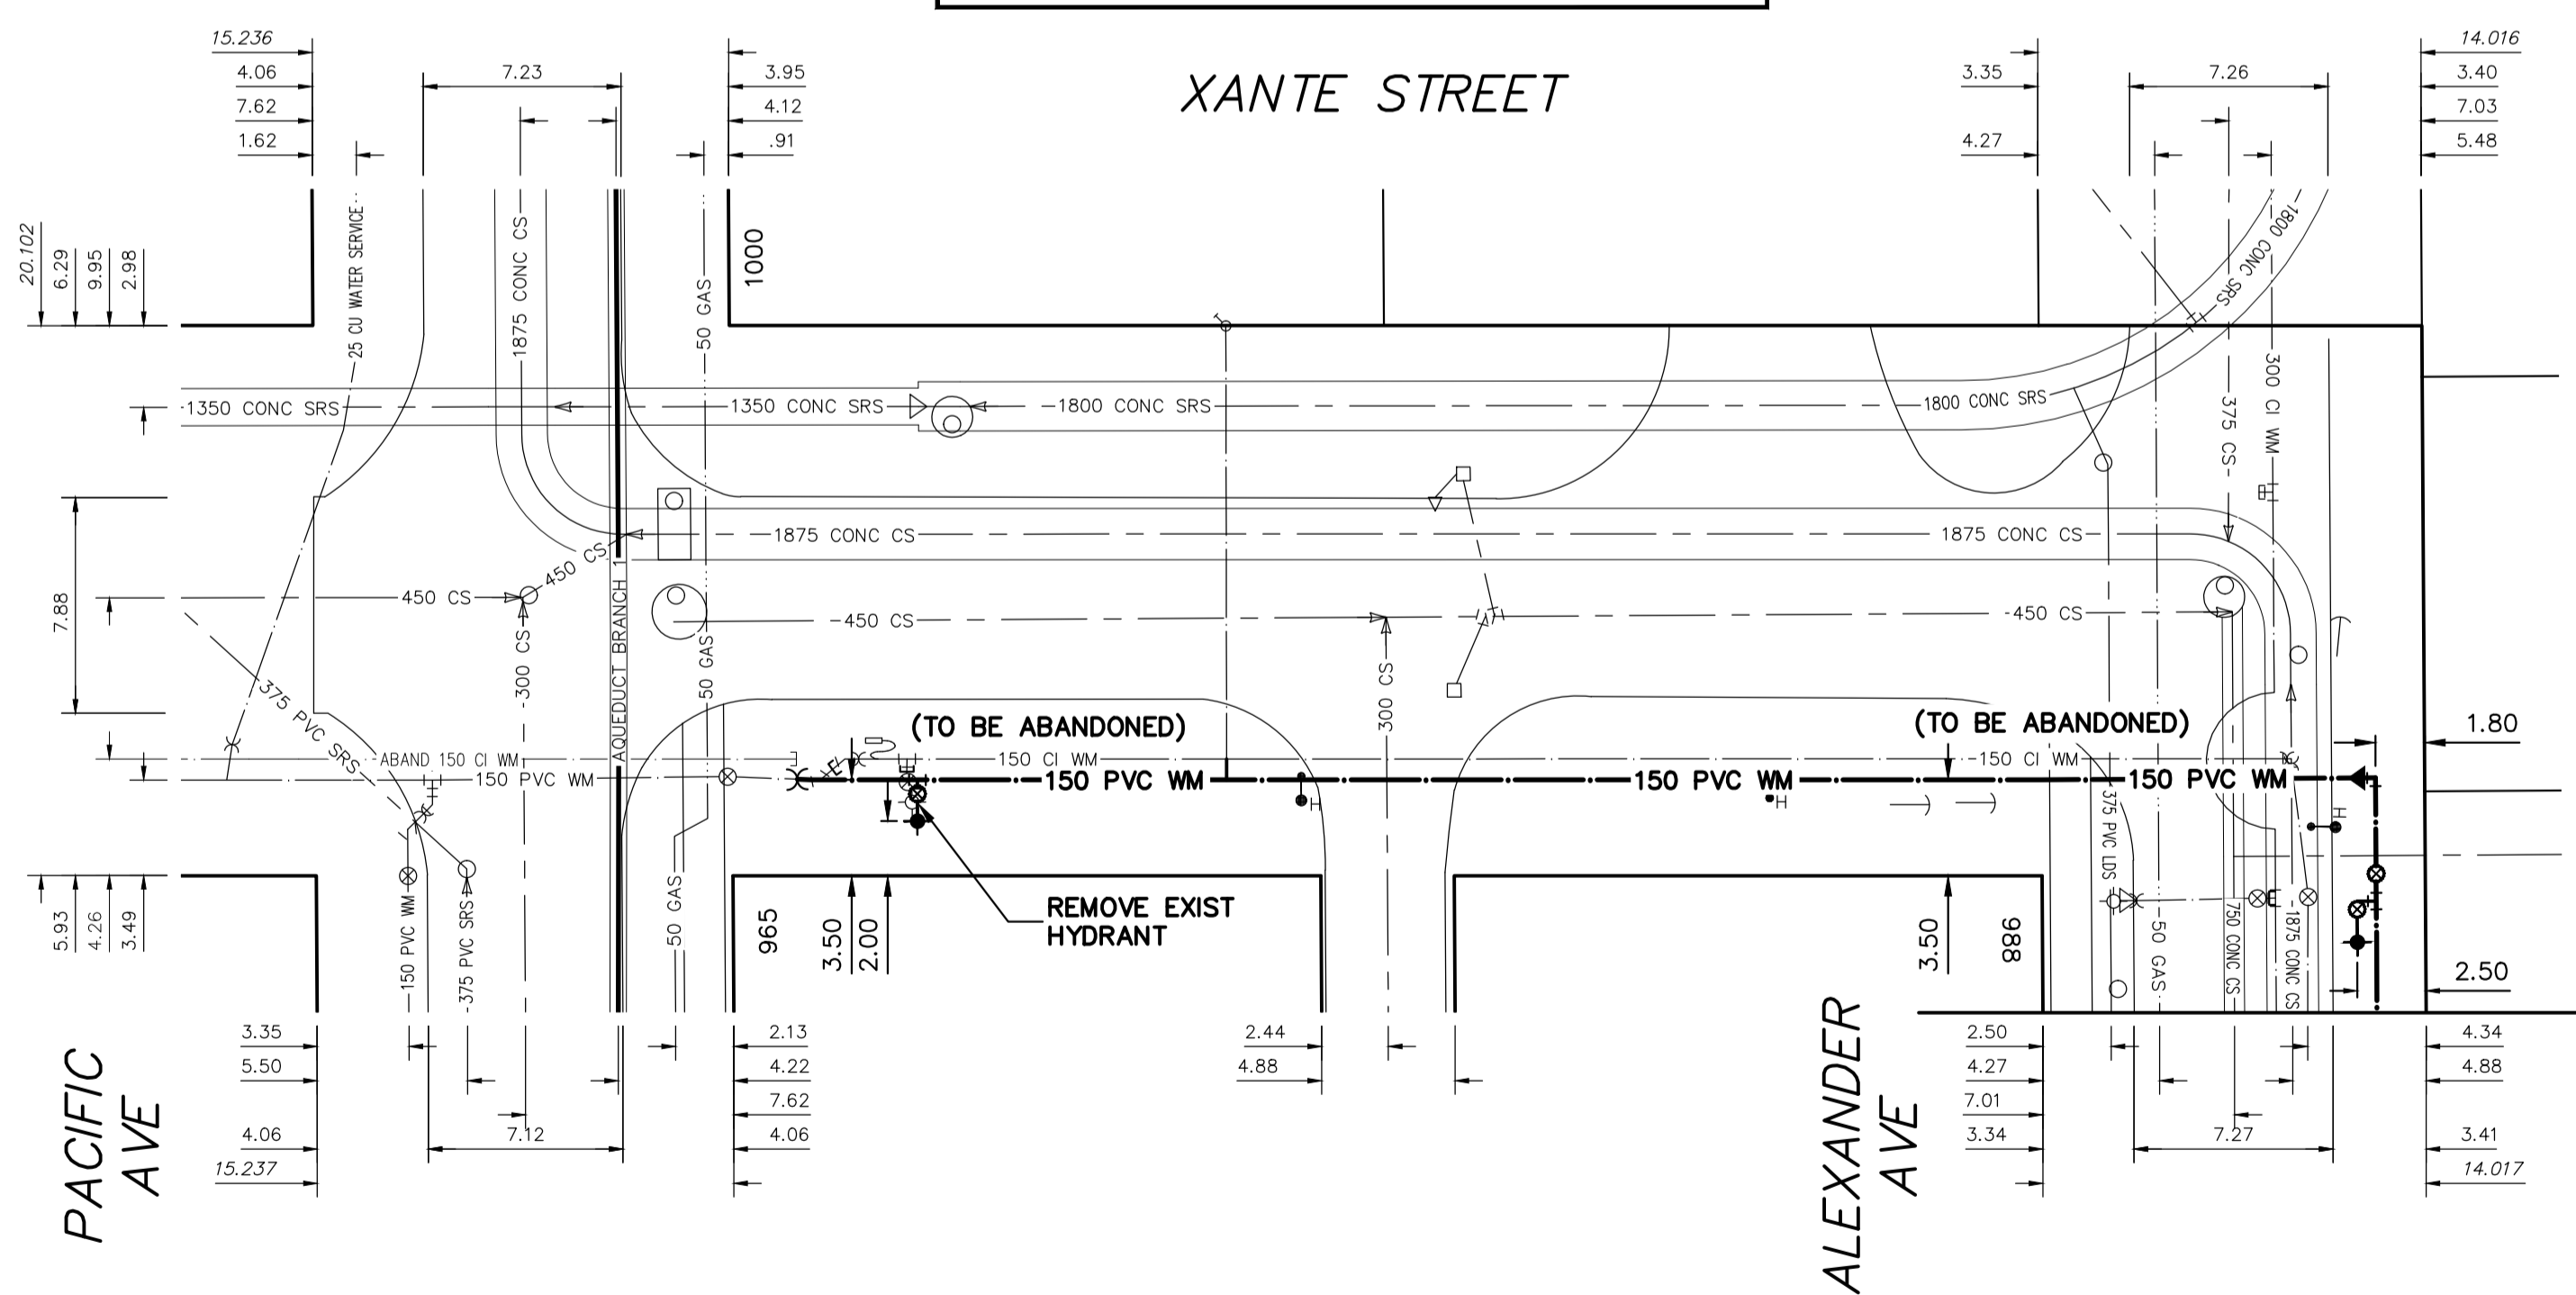 15.236
4.06
7.23
3.95
7.62
4.12
1.62
.91
XANTE STREET
14.016
3.35
7.26
3.40
7.03
4.27
5.48
20.102
6.29
9.95
2.98
25 CU WATER SERVICE
1875 CONC CS
50 GAS
1000
1800 CONC SRS
1350 CONC SRS
1350 CONC SRS
1800 CONC SRS
1800 CONC SRS
375 CS
300 CI WM
1875 CONC CS
1875 CONC CS
450 CS
450 CS
450 CS
450 CS
7.88
300 CS
AQUEDUCT BRANCH 1
50 GAS
300 CS
375 PVC SRS
(TO BE ABANDONED)
(TO BE ABANDONED)
1.80
ABAND 150 CI WM
150 CI WM
150 CI WM
150 PVC WM
E
150 PVC WM
150 PVC WM
150 PVC WM
H
H
H
H
375 PVC LDS
REMOVE EXIST
HYDRANT
5.93
4.26
3.49
150 PVC WM
375 PVC SRS
50 GAS
965
3.50
2.00
3.50
988
50 GAS
750 CONC CS
1875 CONC CS
2.50
PACIFIC
AVE
3.35
2.13
5.50
4.22
7.62
4.06
7.12
4.06
15.237
2.44
4.88
ALEXANDER
AVE
2.50
4.34
4.27
4.88
7.01
3.34
7.27
3.41
14.017